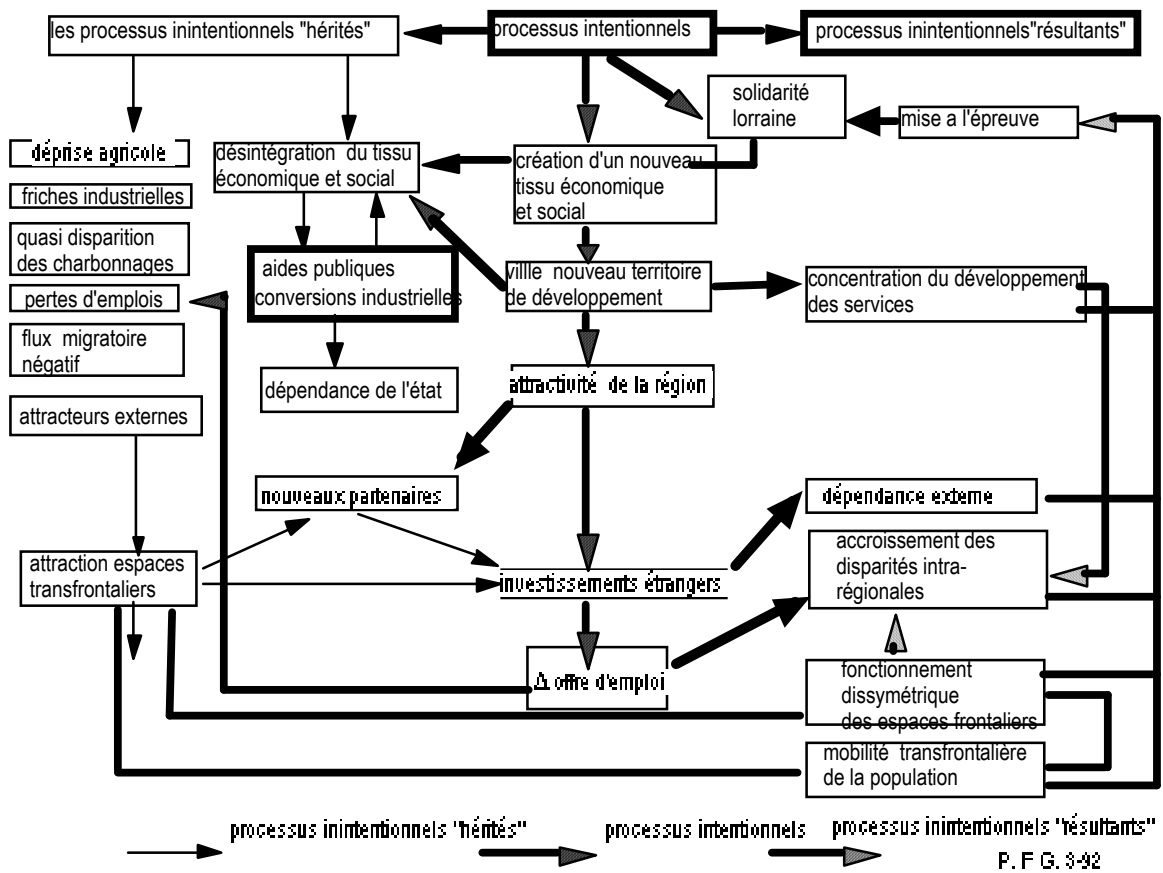 les processus inintentionnels "hérités"
processus intentionnels
processus inintentionnels"résultants"
solidarité
lorraine
mise a l'épreuve
déprise agricole
désintégration du tissu
économique et social
création d'un nouveau
tissu économique
et social
friches industrielles
quasi disparition
des charbonnages
aides publiques
conversions industrielles
villle nouveau territoire
de développement
concentration du développement
des services
pertes d'emplois
flux migratoire
négatif
dépendance de l'état
attractivité de la région
attracteurs externes
nouveaux partenaires
dépendance externe
attraction espaces
transfrontaliers
investissements étrangers
accroissement des
disparités intra-
régionales
Δ offre d'emploi
fonctionnement
dissymétrique
des espaces frontaliers
mobilité transfrontalière
de la population
processus inintentionnels "hérités"
processus intentionnels
processus inintentionnels "résultants"
P. F G. 3-92